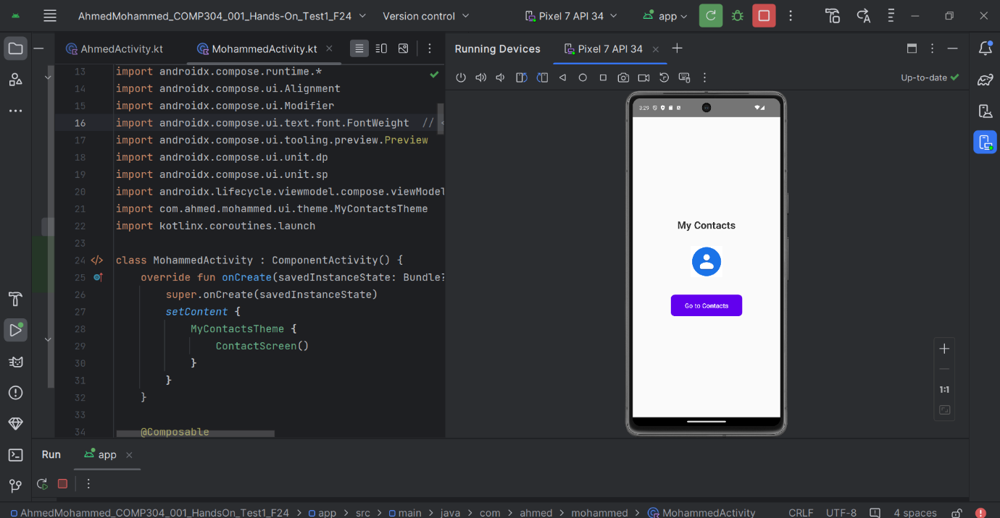 AhmedMohammed_COMP304_001_Hands-On_Test1_F24 Version control Pixel 7 API 34 app
AhmedActivity.kt MohammedActivity.kt
Running Devices Pixel 7 API 34
Up-to-date
13 import androidx.compose.runtime.*
14 import androidx.compose.ui.Alignment
15 import androidx.compose.ui.Modifier
16 import androidx.compose.ui.text.font.FontWeight //
17 import androidx.compose.ui.tooling.preview.Preview
18 import androidx.compose.ui.unit.dp
19 import androidx.compose.ui.unit.sp
20 import androidx.lifecycle.viewmodel.compose.viewModel
21 import com.ahmed.mohammed.ui.theme.MyContactsTheme
22 import kotlinx.coroutines.launch
23
24 class MohammedActivity : ComponentActivity() {
25 override fun onCreate(savedInstanceState: Bundle?
26 super.onCreate(savedInstanceState)
27 setContent {
28 MyContactsTheme {
29 ContactScreen()
30 }
31 }
32 }
33
34 @Composable
3:29
My Contacts
Go to Contacts
1:1
Run app
AhmedMohammed_COMP304_001_HandsOn_Test1_F24 > app > src > main > java > com > ahmed > mohammed > MohammedActivity CRLF UTF-8 4 spaces